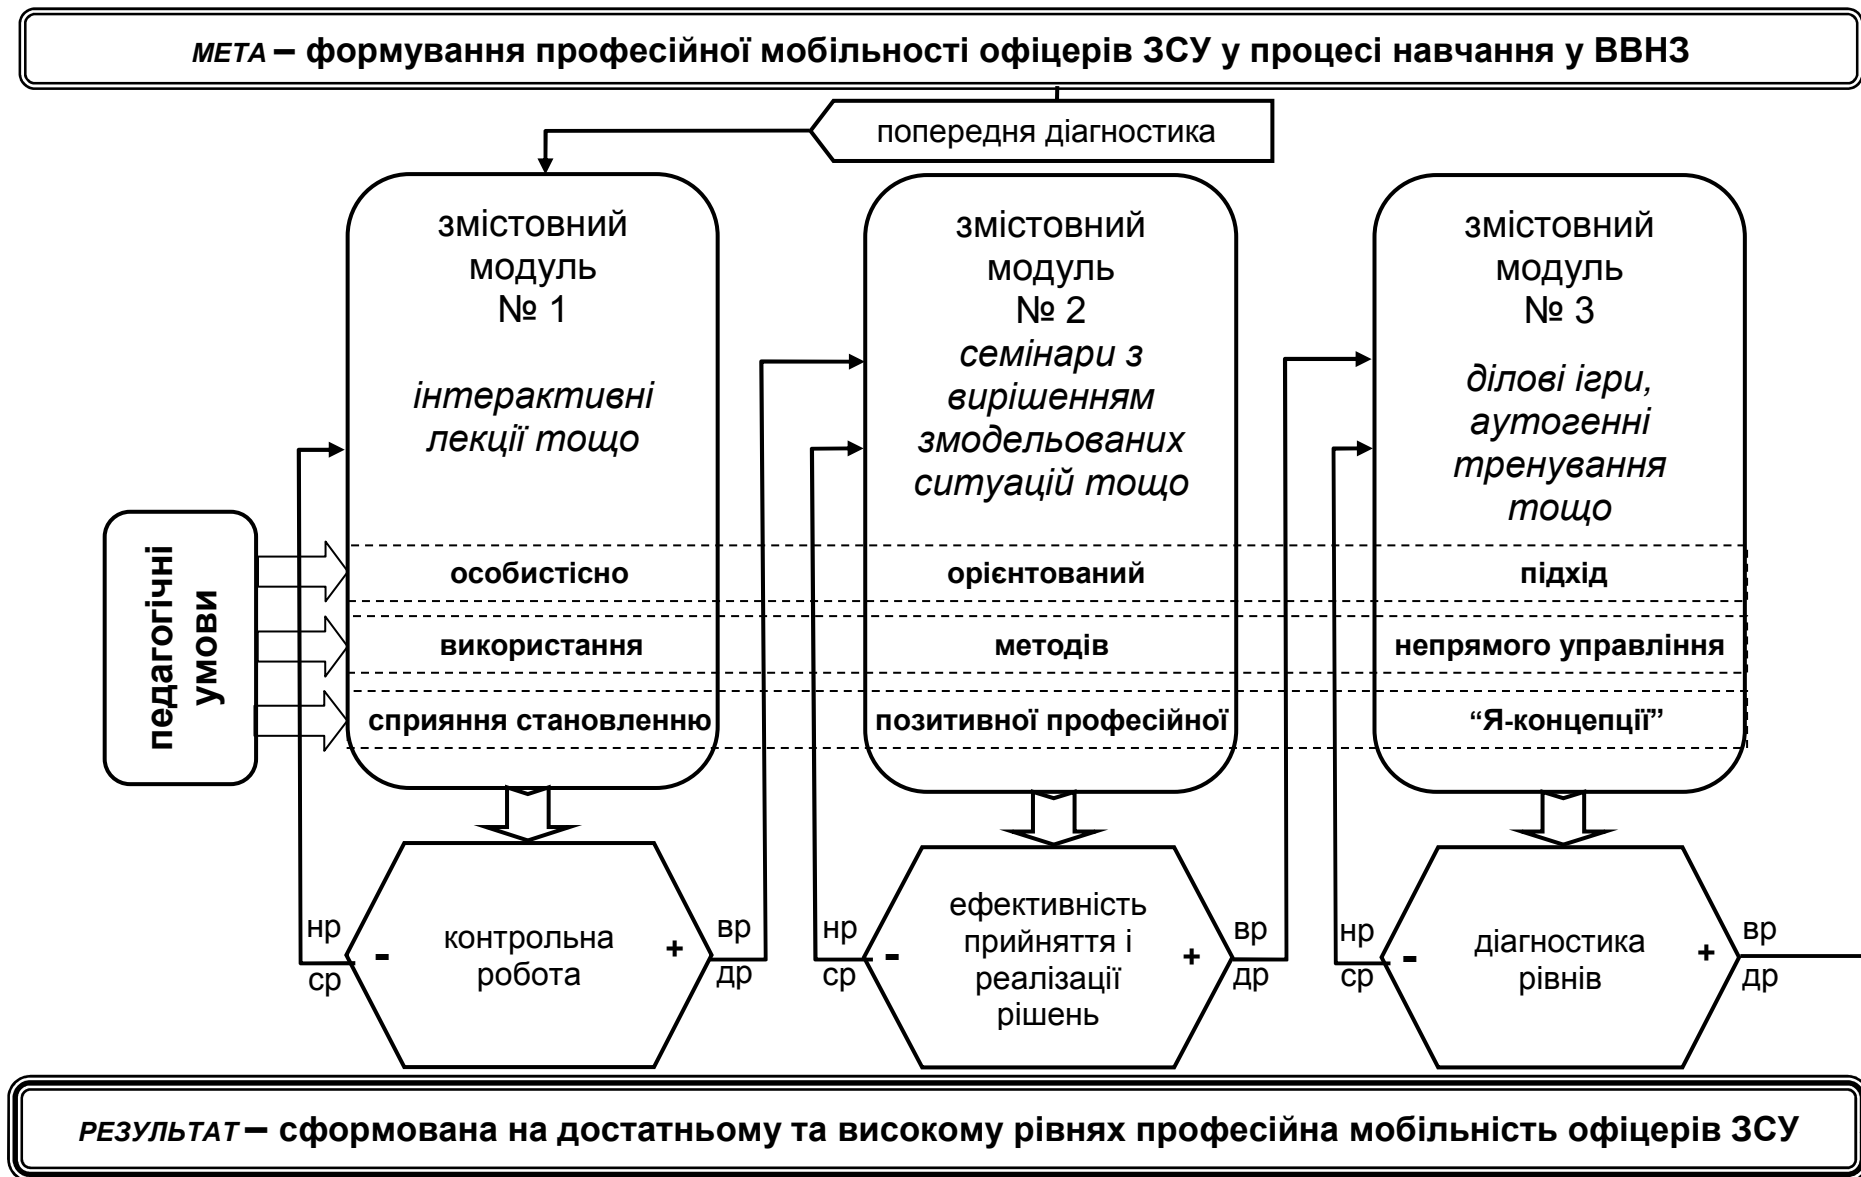 МЕТА – формування професійної мобільності офіцерів ЗСУ у процесі навчання у ВВНЗ
попередня діагностика
змістовний
модуль
№ 1
інтерактивні
лекції тощо
змістовний
модуль
№ 2
семінари з
вирішенням
змодельованих
ситуацій тощо
змістовний
модуль
№ 3
ділові ігри,
аутогенні
тренування
тощо
педагогічні
умови
особистісно орієнтований підхід
використання методів непрямого управління
сприяння становленню позитивної професійної “Я-концепції”
нр
ср
-
контрольна
робота
+
вр
др
нр
ср
-
ефективність
прийняття і
реалізації
рішень
+
вр
др
нр
ср
-
діагностика
рівнів
+
вр
др
РЕЗУЛЬТАТ – сформована на достатньому та високому рівнях професійна мобільність офіцерів ЗСУ